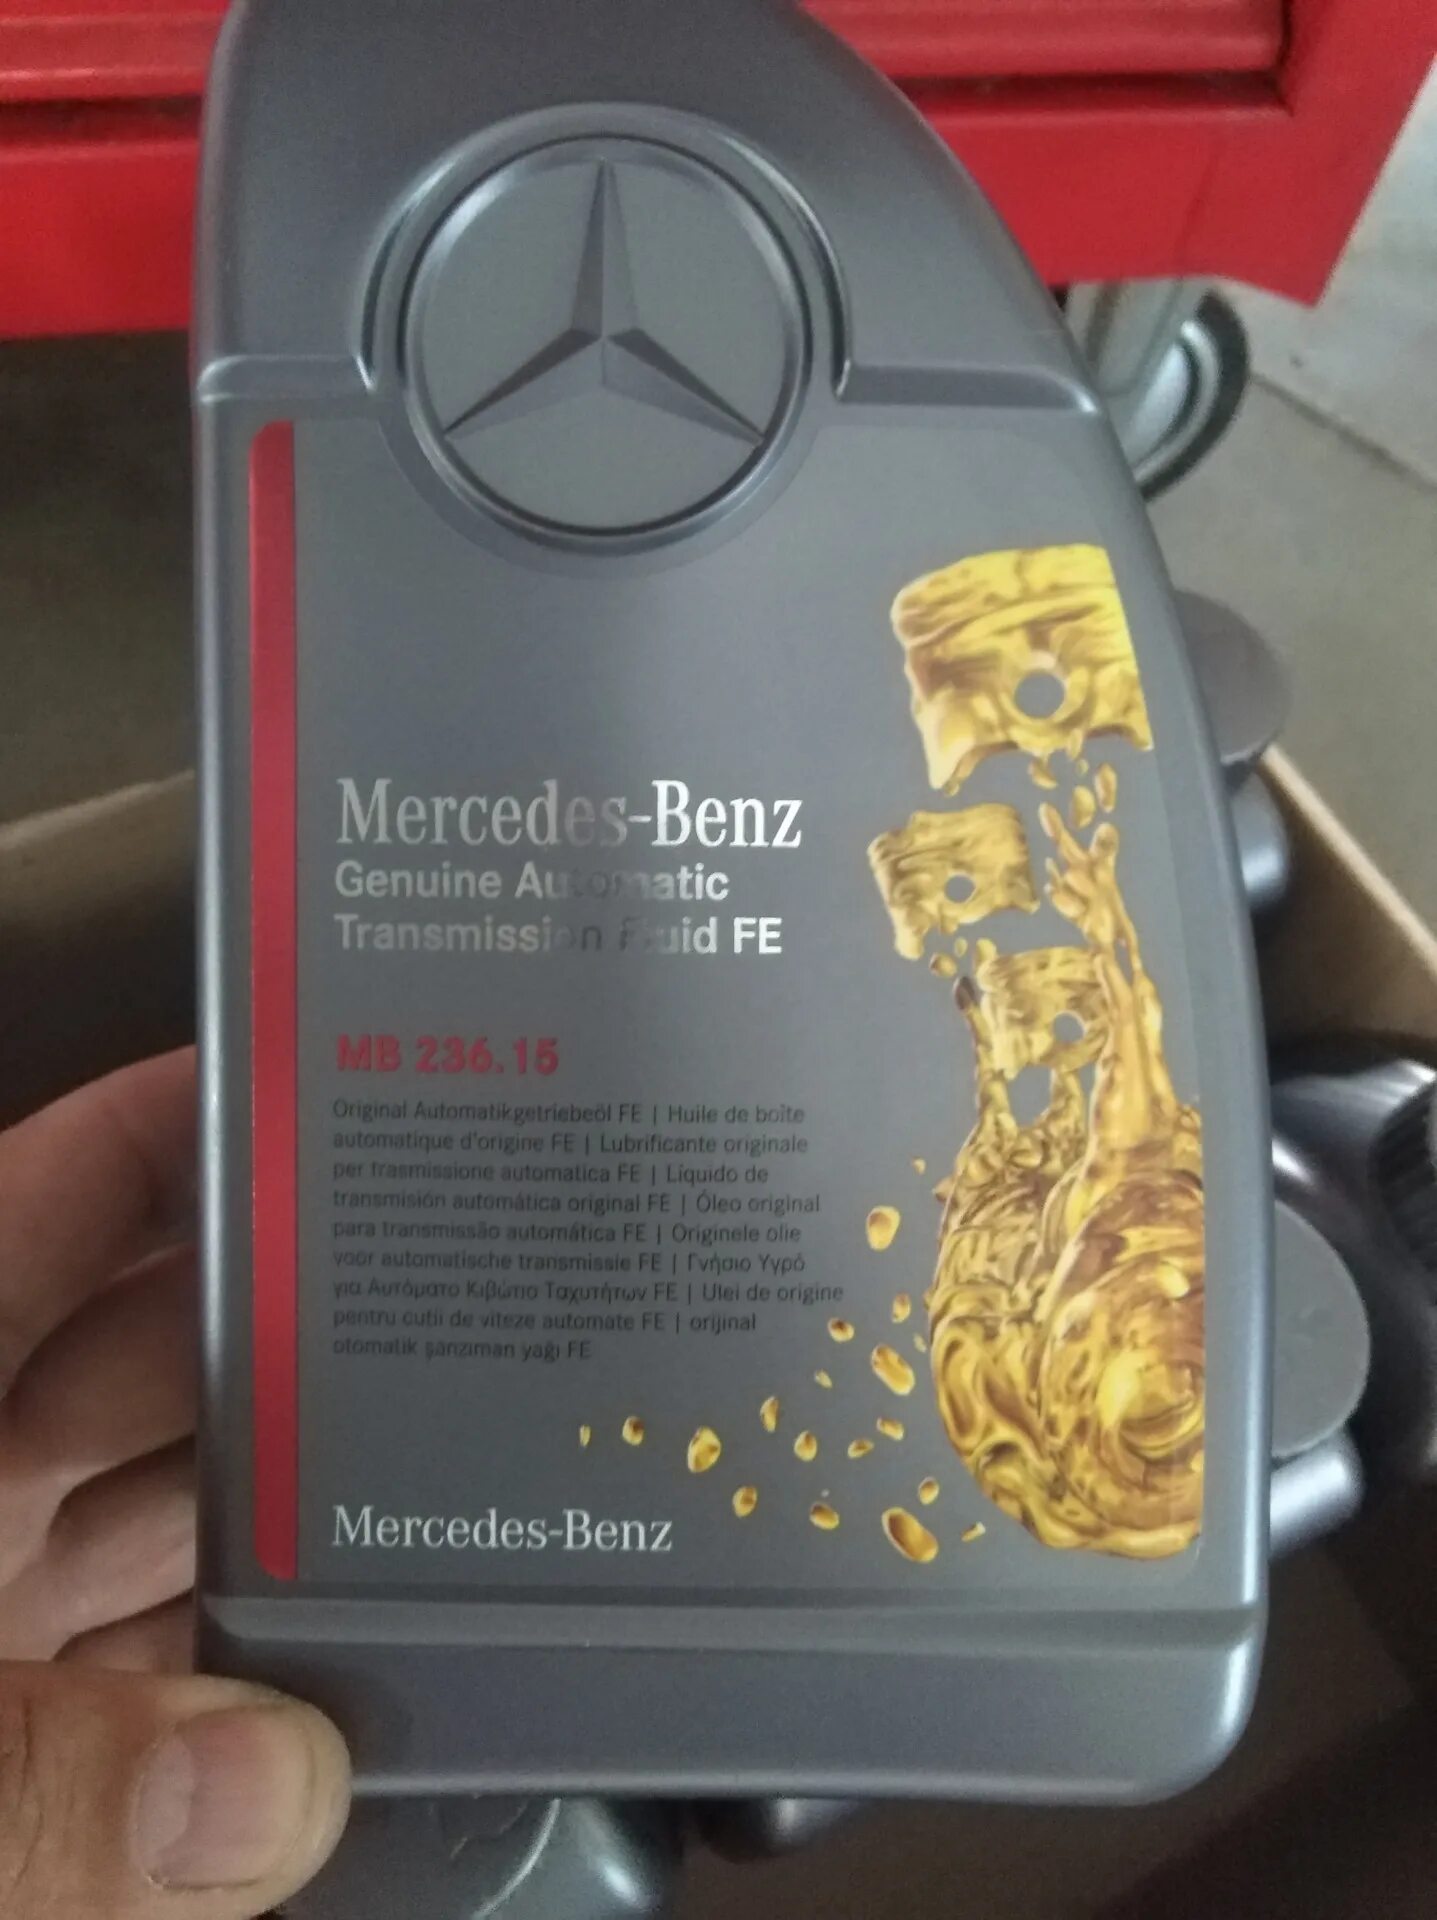 Mercedes-Benz
Genuine Automatic
Transmission Fluid FE
MB 236.15
Original Automatikgetriebeöl FE | Huile de boîte
automatique d'origine FE | Lubrificante originale
per trasmissione automatica FE | Líquido de
transmisión automática original FE | Óleo original
para transmissão automática FE | Originele olie
voor automatische transmissie FE | Γνήσιο Υγρό
για Αυτόματο Κιβώτιο Ταχυτήτων FE | Ulei de origine
pentru cutii de viteze automate FE | orijinal
otomatik şanzıman yağı FE
Mercedes-Benz